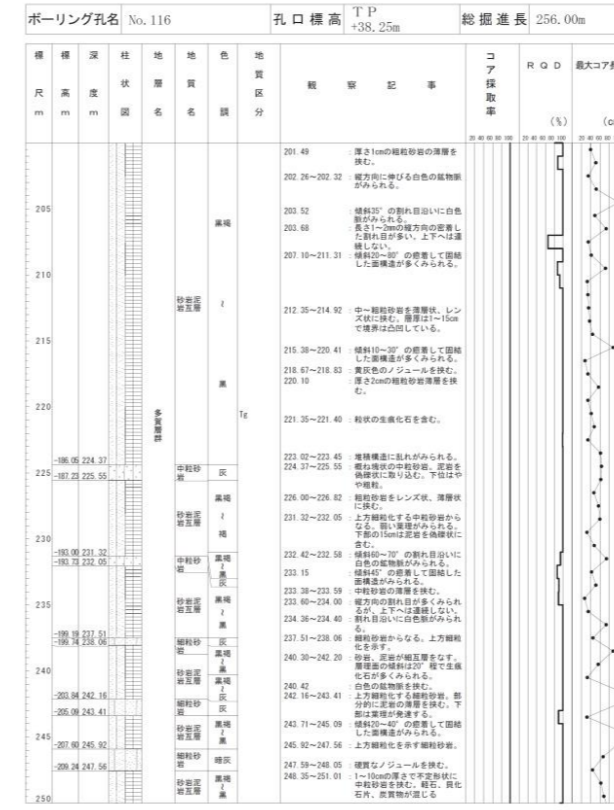 ボーリング孔名 No.116 孔口標高 TP +38.25m 総掘進長 256.00m
標尺 m 標高 m 深度 m 柱状図 地層名 地質名 色調 地質区分 観察記事 コア採取率 RQD (%) 最大コア長 (c
20 40 60 80 100 20 40 60 80 100 20 40 60 80
201.49 : 厚さ1cmの粗粒砂岩の薄層を
挟む。
202.26~202.32 : 縦方向に伸びる白色の鉱物脈
がみられる。
205
203.52 : 傾斜35°の割れ目沿いに白色
脈がみられる。
黒褐
203.68 : 長さ1~2mmの縦方向の密着し
た割れ目が多い。上下へは連
続しない。
207.10~211.31 : 傾斜20~80°の癒着して固結
した面構造が多くみられる。
210
砂岩泥
岩互層
~
212.35~214.92 : 中~粗粒砂岩を薄層状、レン
ズ状に挟む。層厚は1~15cm
で境界は凸凹している。
215
215.38~220.41 : 傾斜10~30°の癒着して固結
した面構造が多くみられる。
218.67~218.83 : 黄灰色のノジュールを挟む。
黒
220.10 : 厚さ2cmの粗粒砂岩薄層を挟
む。
220
多賀層群
Tg
221.35~221.40 : 粒状の生痕化石を含む。
223.02~223.45 : 堆積構造に乱れがみられる。
-186.05 224.37
224.37~225.55 : 概ね塊状の中粒砂岩。泥岩を
偽礫状に取り込む。下位はや
や粗粒。
225
中粒砂
岩
灰
-187.23 225.55
226.00~226.82 : 粗粒砂岩をレンズ状、薄層状
に挟む。
砂岩泥
岩互層
黒褐
~
褐
231.32~232.05 : 上方細粒化する中粒砂岩から
なる。弱い葉理がみられる。
下部の15cmは泥岩を偽礫状に
含む。
230
-193.00 231.32
-193.73 232.05
中粒砂
岩
黒褐
~
黒
灰
232.42~232.58 : 傾斜60~70°の割れ目沿いに
白色の鉱物脈がみられる。
233.15 : 傾斜45°の癒着して固結した
面構造がみられる。
233.38~233.59 : 中粒砂岩の薄層を挟む。
233.60~234.00 : 縦方向の割れ目が多くみられ
るが、上下へは連続しない。
235
砂岩泥
岩互層
黒褐
~
黒
234.36~234.40 : 割れ目沿いに白色脈がみられ
る。
-199.19 237.51
-199.74 238.06
237.51~238.06 : 細粒砂岩からなる。上方細粒
化を示す。
細粒砂
岩
灰
240.30~242.20 : 砂岩、泥岩が細互層をなす。
層理面の傾斜は20°程で生痕
化石が多くみられる。
240
砂岩泥
岩互層
黒褐
~
黒
黒褐
~
灰
240.42 : 白色の鉱物脈を挟む。
-203.84 242.16
242.16~243.41 : 上方細粒化する細粒砂岩。部
分的に泥岩の薄層を挟む。下
部は葉理が発達する。
細粒砂
岩
灰
-205.09 243.41
243.71~245.09 : 傾斜20~40°の癒着して固結
した面構造がみられる。
245
砂岩泥
岩互層
黒褐
~
黒
-207.60 245.92
245.92~247.56 : 上方細粒化を示す細粒砂岩。
細粒砂
岩
暗灰
-209.24 247.56
247.59~248.05 : 硬質なノジュールを挟む。
248.35~251.01 : 1~10cmの厚さで不定形状に
中粒砂岩を挟む。軽石、貝化
石片、炭質物が混じる
砂岩泥
岩互層
黒褐
~
黒
250